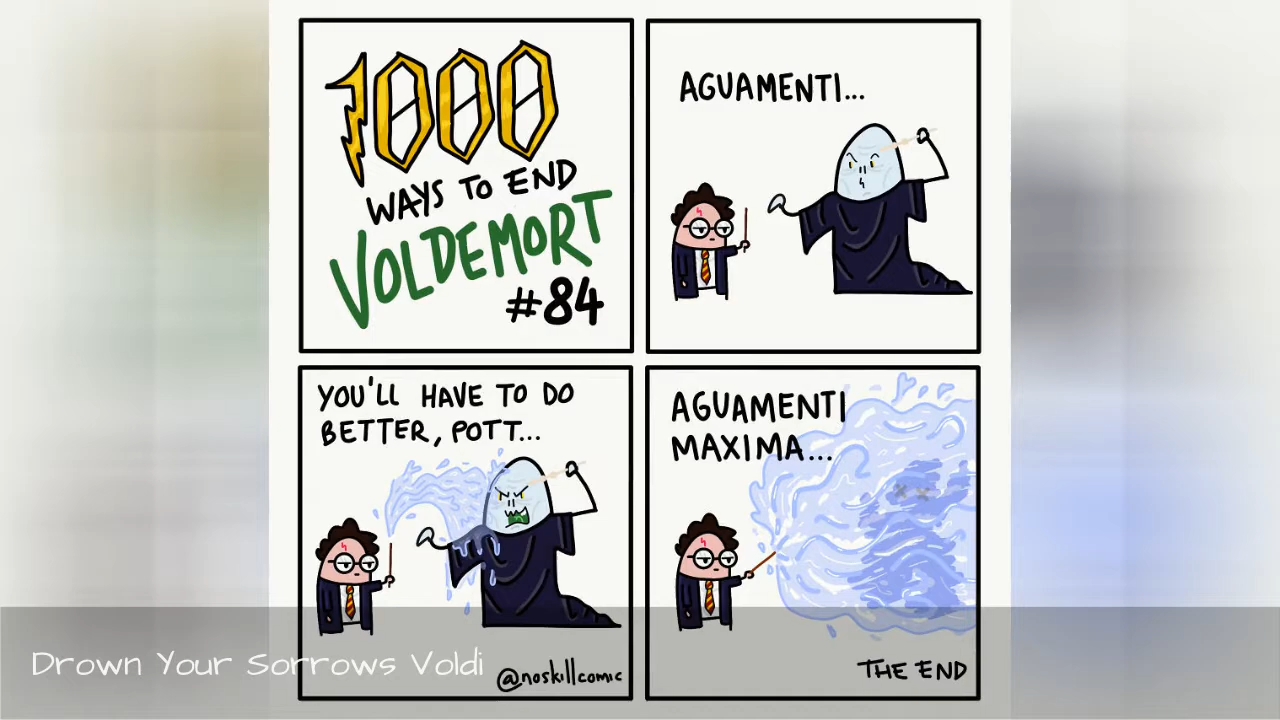 1000
WAYS TO END
VOLDEMORT
#84
AGUAMENTI...
YOU'LL HAVE TO DO
BETTER, POTT...
@noskillcomic
AGUAMENTI
MAXIMA...
THE END
Drown Your Sorrows Voldi